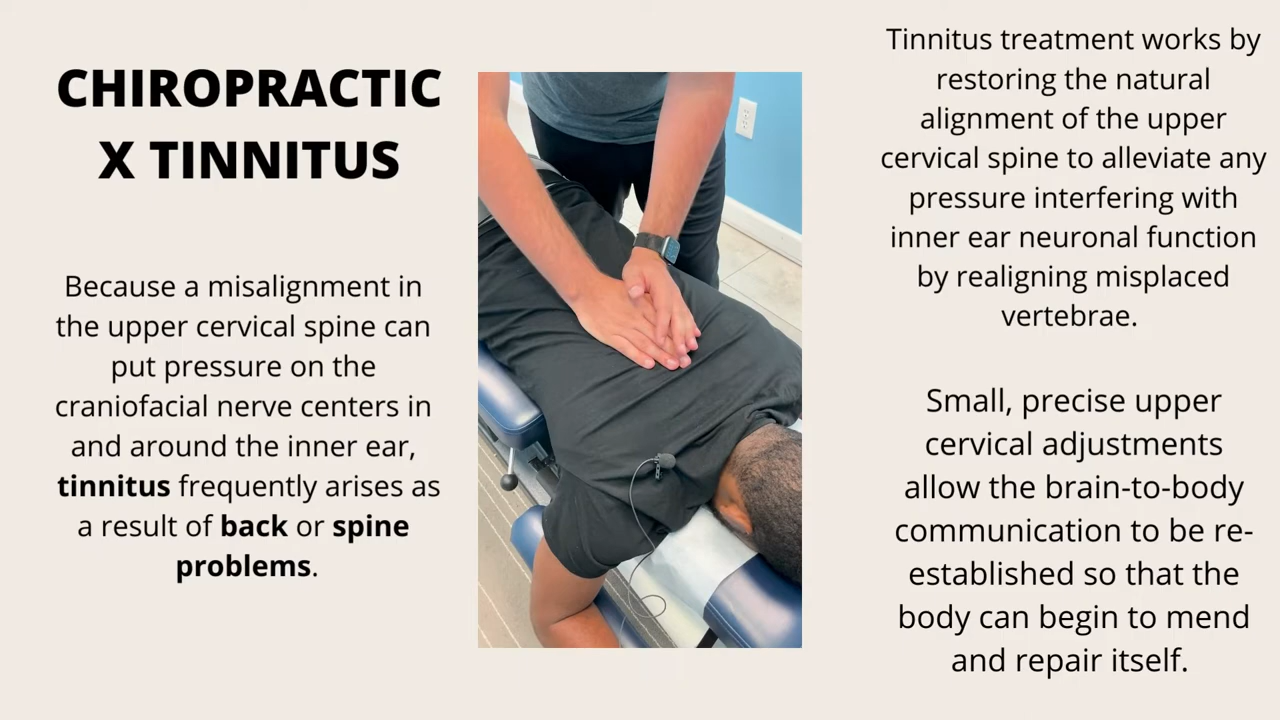 CHIROPRACTIC
X TINNITUS
Because a misalignment in
the upper cervical spine can
put pressure on the
craniofacial nerve centers in
and around the inner ear,
tinnitus frequently arises as
a result of back or spine
problems.
Tinnitus treatment works by
restoring the natural
alignment of the upper
cervical spine to alleviate any
pressure interfering with
inner ear neuronal function
by realigning misplaced
vertebrae.
Small, precise upper
cervical adjustments
allow the brain-to-body
communication to be re-
established so that the
body can begin to mend
and repair itself.